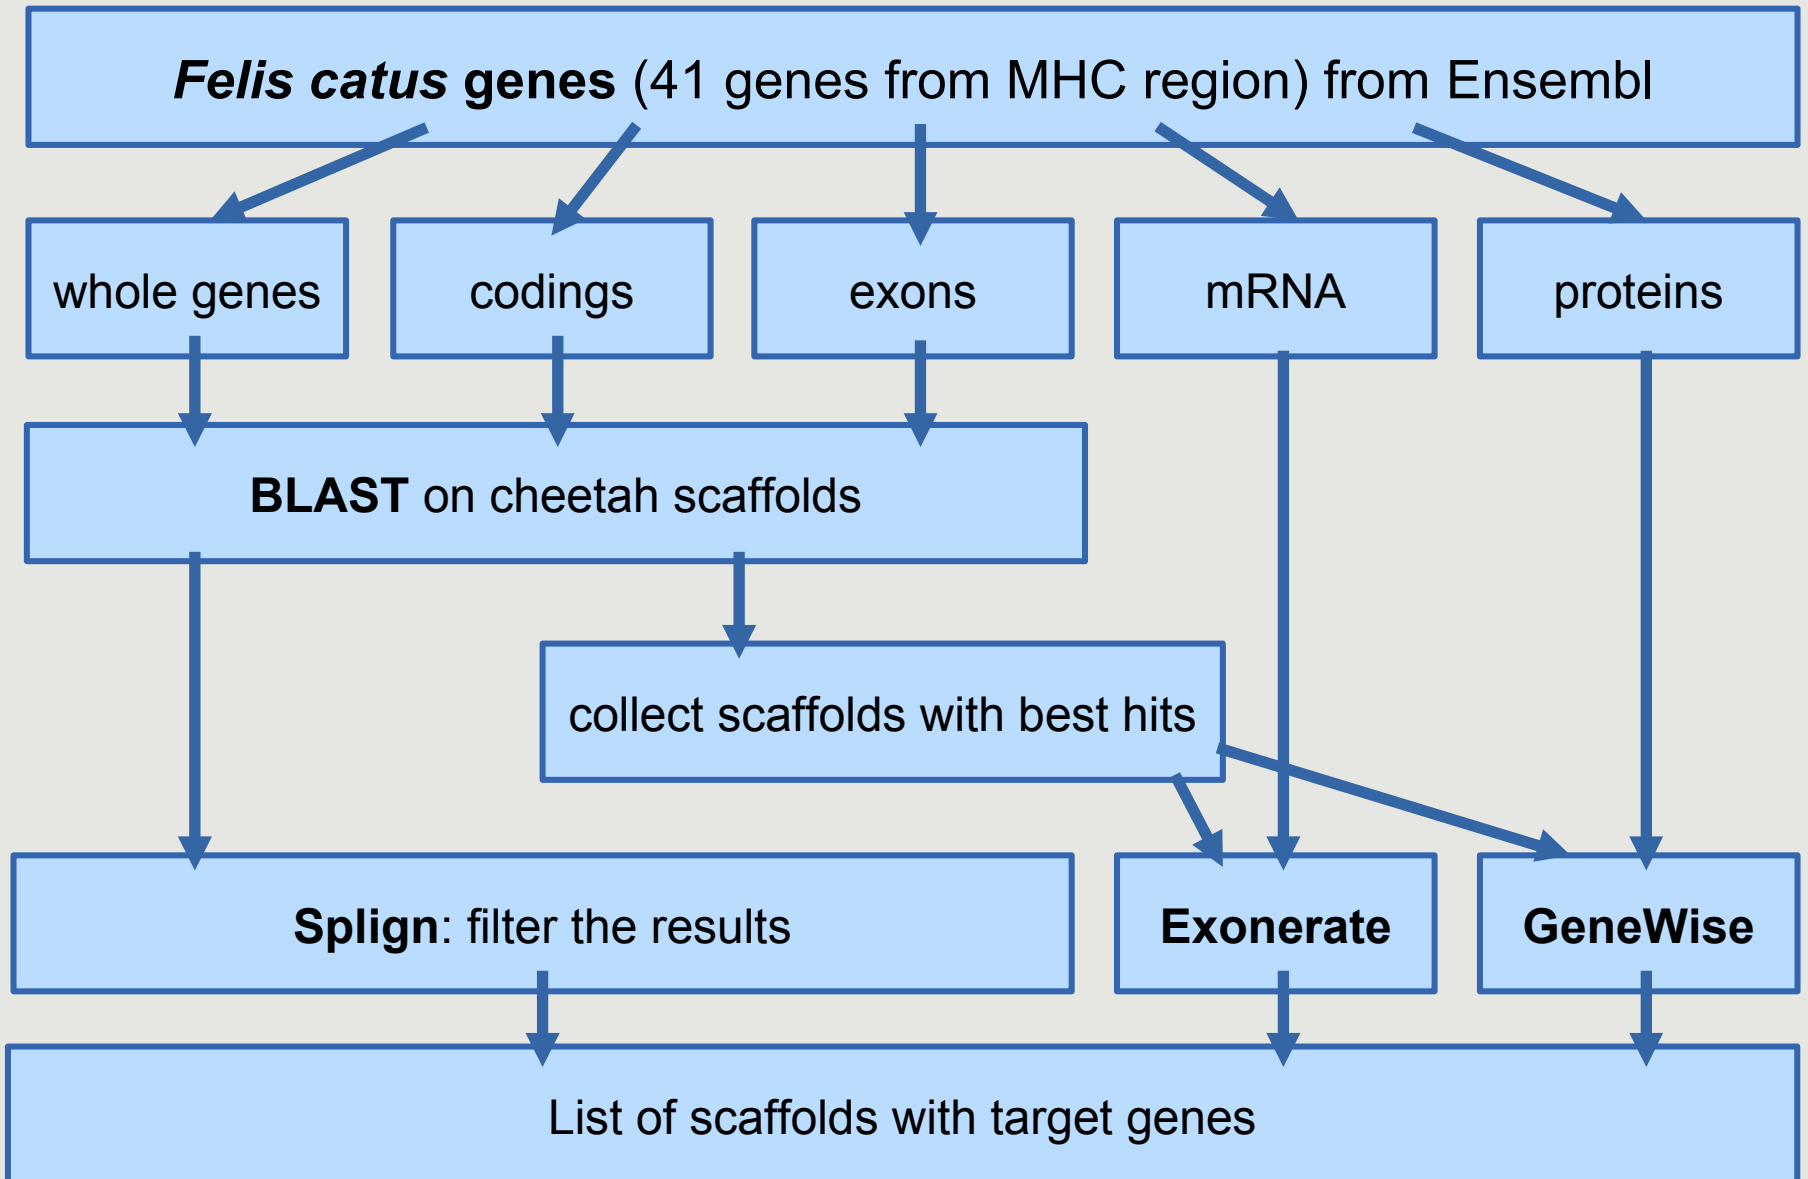 Felis catus genes (41 genes from MHC region) from Ensembl
whole genes
codings
exons
mRNA
proteins
BLAST on cheetah scaffolds
collect scaffolds with best hits
Splign: filter the results
Exonerate
GeneWise
List of scaffolds with target genes